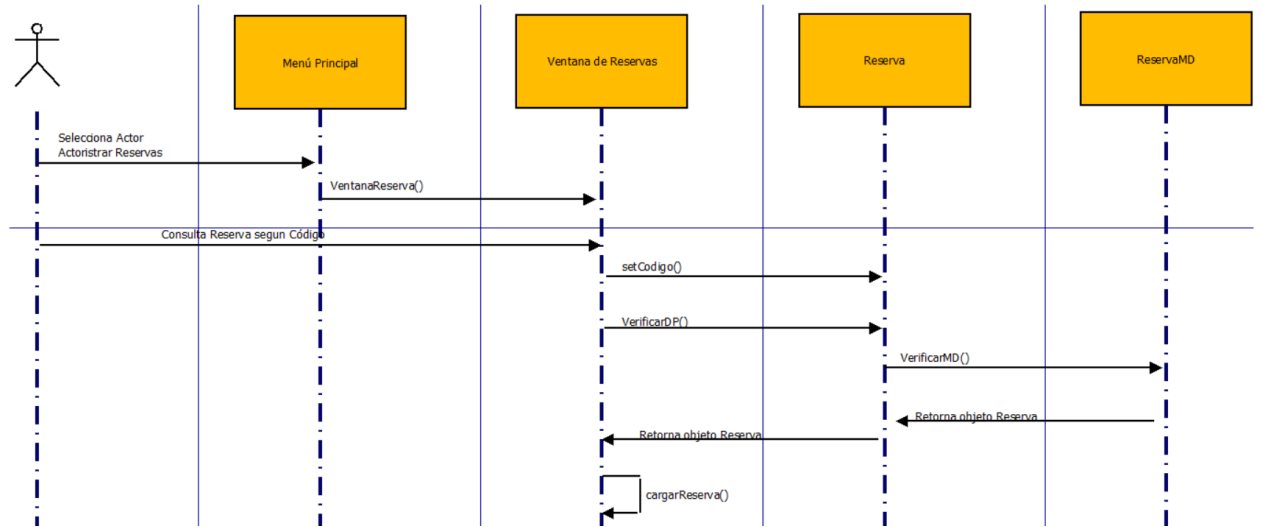 Menú Principal
Ventana de Reservas
Reserva
ReservaMD
Selecciona Actor
Actoristrar Reservas
VentanaReserva()
Consulta Reserva segun Código
setCodigo()
VerificarDP()
VerificarMD()
Retorna objeto Reserva
Retorna objeto Reserva
cargarReserva()